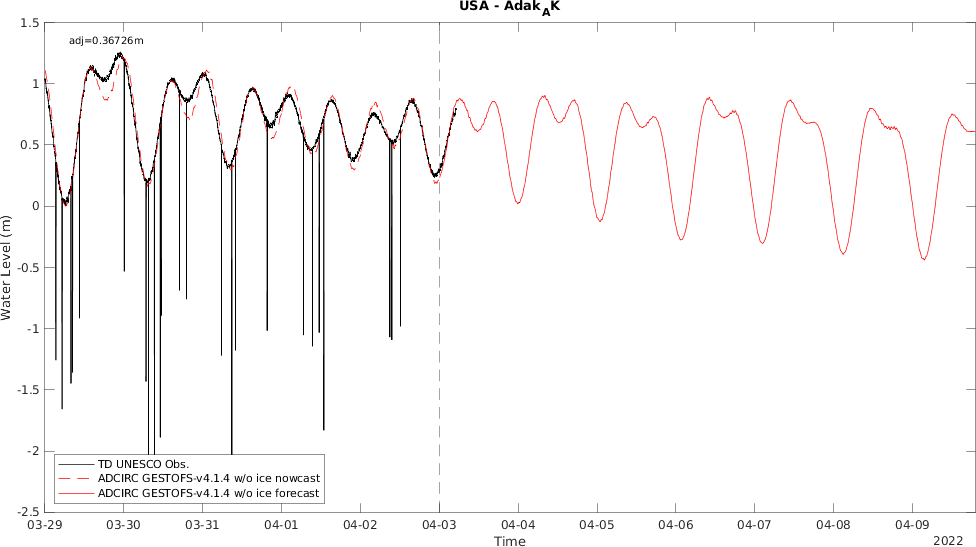 USA - Adak_AK
adj=0.36726m
1.5
1
0.5
0
-0.5
-1
-1.5
-2
-2.5
Water Level (m)
TD UNESCO Obs.
ADCIRC GESTOFS-v4.1.4 w/o ice nowcast
ADCIRC GESTOFS-v4.1.4 w/o ice forecast
03-29 03-30 03-31 04-01 04-02 04-03 04-04 04-05 04-06 04-07 04-08 04-09
Time
2022